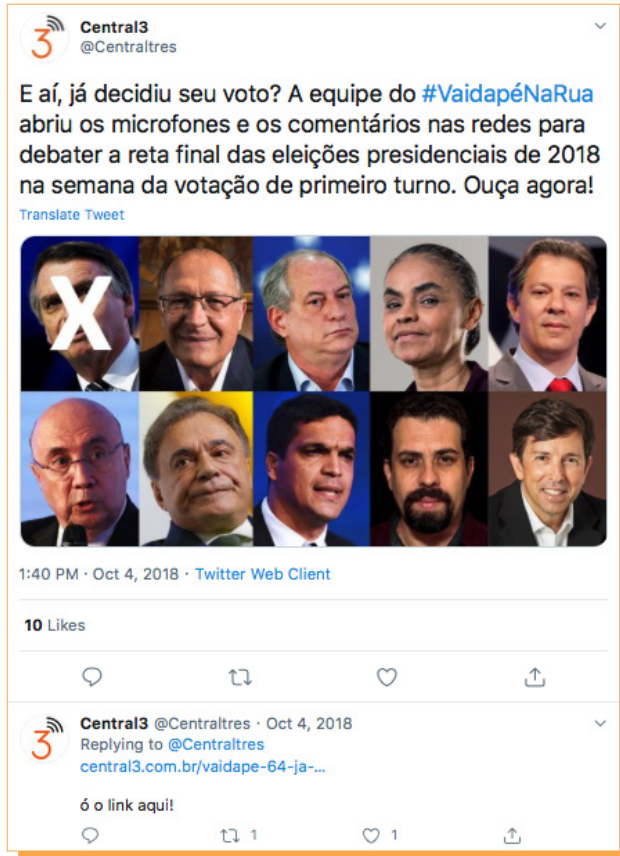 3
Central3
@Centraltres
E aí, já decidiu seu voto? A equipe do #VaidapéNaRua
abriu os microfones e os comentários nas redes para
debater a reta final das eleições presidenciais de 2018
na semana da votação de primeiro turno. Ouça agora!
Translate Tweet
X
1:40 PM · Oct 4, 2018 · Twitter Web Client
10 Likes
3
Central3 @Centraltres · Oct 4, 2018
Replying to @Centraltres
central3.com.br/vaidape-64-ja-...
ó o link aqui!
1 1